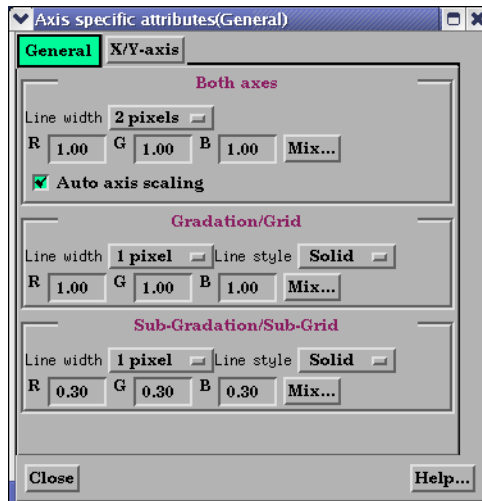 Axis specific attributes(General)
General X/Y-axis
Both axes
Line width 2 pixels
R 1.00 G 1.00 B 1.00 Mix...
Auto axis scaling
Gradation/Grid
Line width 1 pixel Line style Solid
R 1.00 G 1.00 B 1.00 Mix...
Sub-Gradation/Sub-Grid
Line width 1 pixel Line style Solid
R 0.30 G 0.30 B 0.30 Mix...
Close Help...